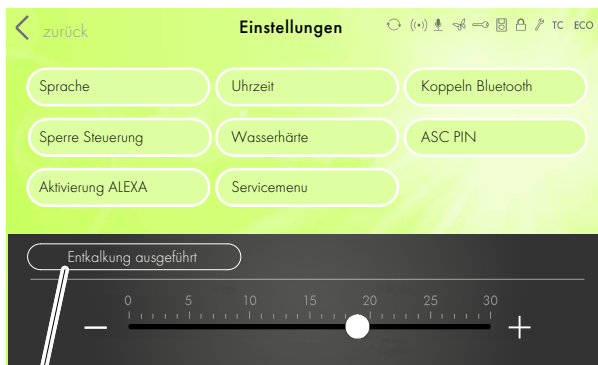 zurück Einstellungen TC ECO
Sprache Uhrzeit Koppeln Bluetooth
Sperre Steuerung Wasserhärte ASC PIN
Aktivierung ALEXA Servicemenu
Entkalkung ausgeführt
0 5 10 15 20 25 30